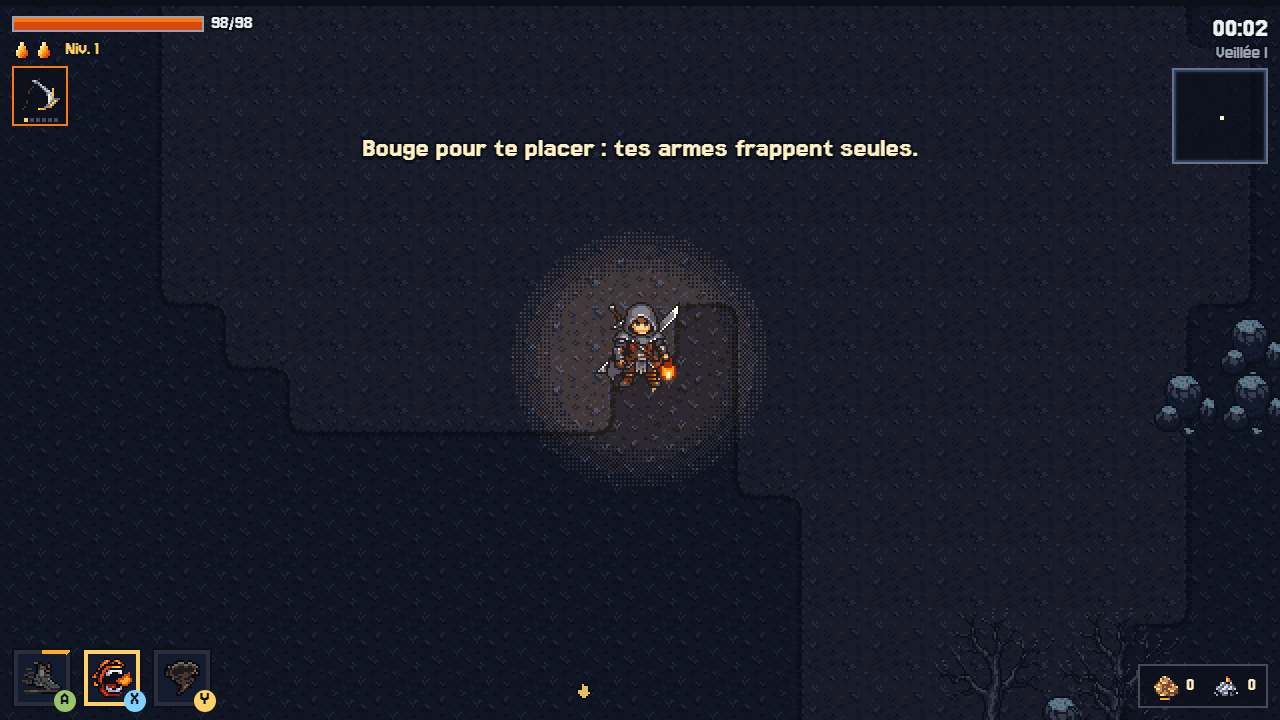 98/98
00:02
Niv. 1
Veillée I
Bouge pour te placer : tes armes frappent seules.
A
X
Y
0
0